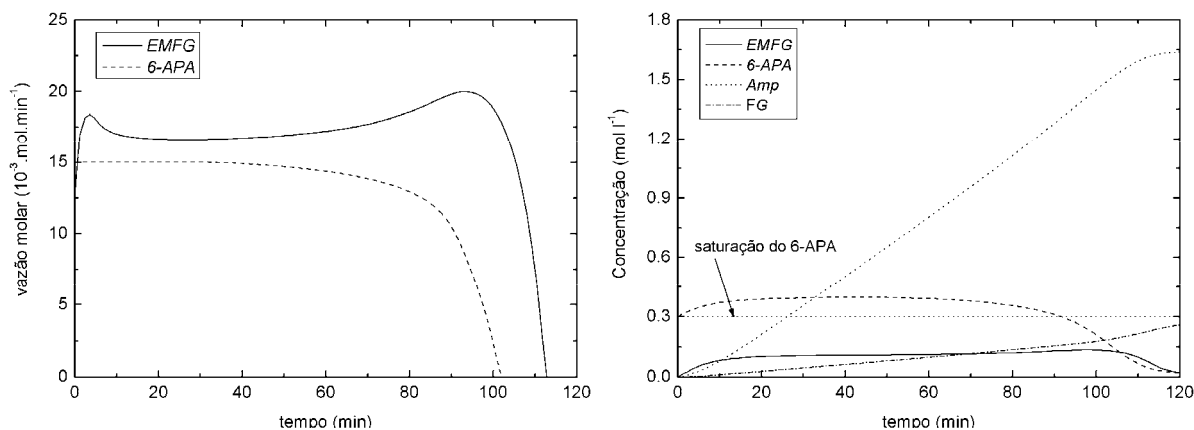 25
20
15
10
5
0
vazão molar (10⁻³.mol.min⁻¹)
EMFG
6-APA
0 20 40 60 80 100 120
tempo (min)
1.8
1.5
1.2
0.9
0.6
0.3
0.0
Concentração (mol l⁻¹)
EMFG
6-APA
Amp
FG
saturação do 6-APA
0 20 40 60 80 100 120
tempo (min)